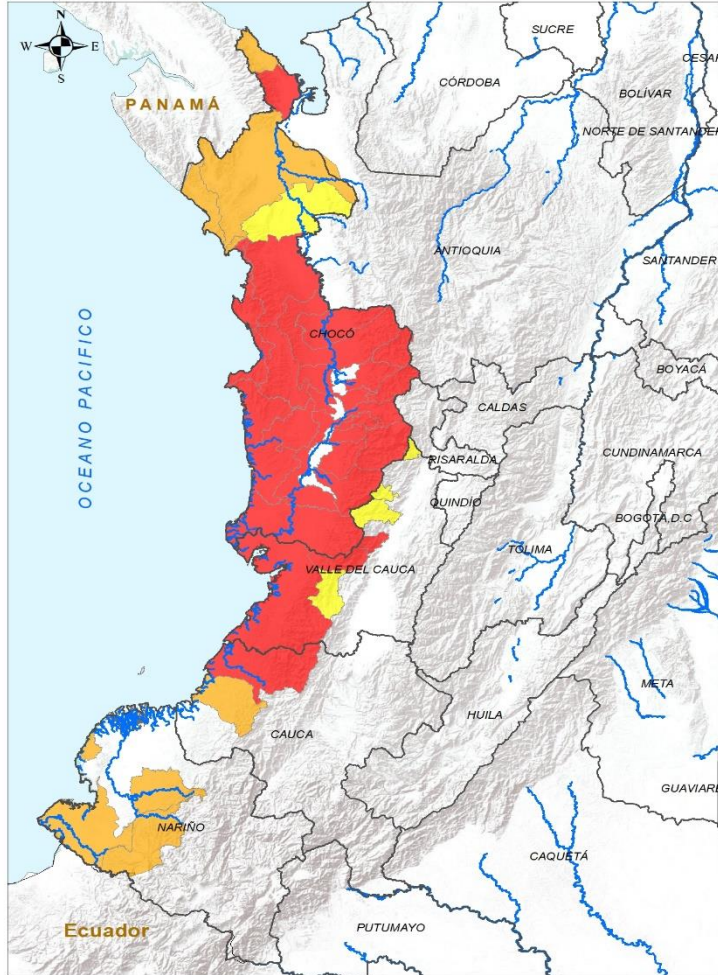 N
W E
S
SUCRE
CESAR
CÓRDOBA
BOLÍVAR
PANAMÁ
NORTE DE SANTANDER
ANTIOQUIA
SANTANDER
OCEANO PACIFICO
CHOCÓ
BOYACÁ
CALDAS
CUNDINAMARCA
RISARALDA
QUINDÍO
BOGOTÁ,D.C
TOLIMA
VALLE DEL CAUCA
META
HUILA
CAUCA
GUAVIARE
NARIÑO
CAQUETÁ
Ecuador
PUTUMAYO